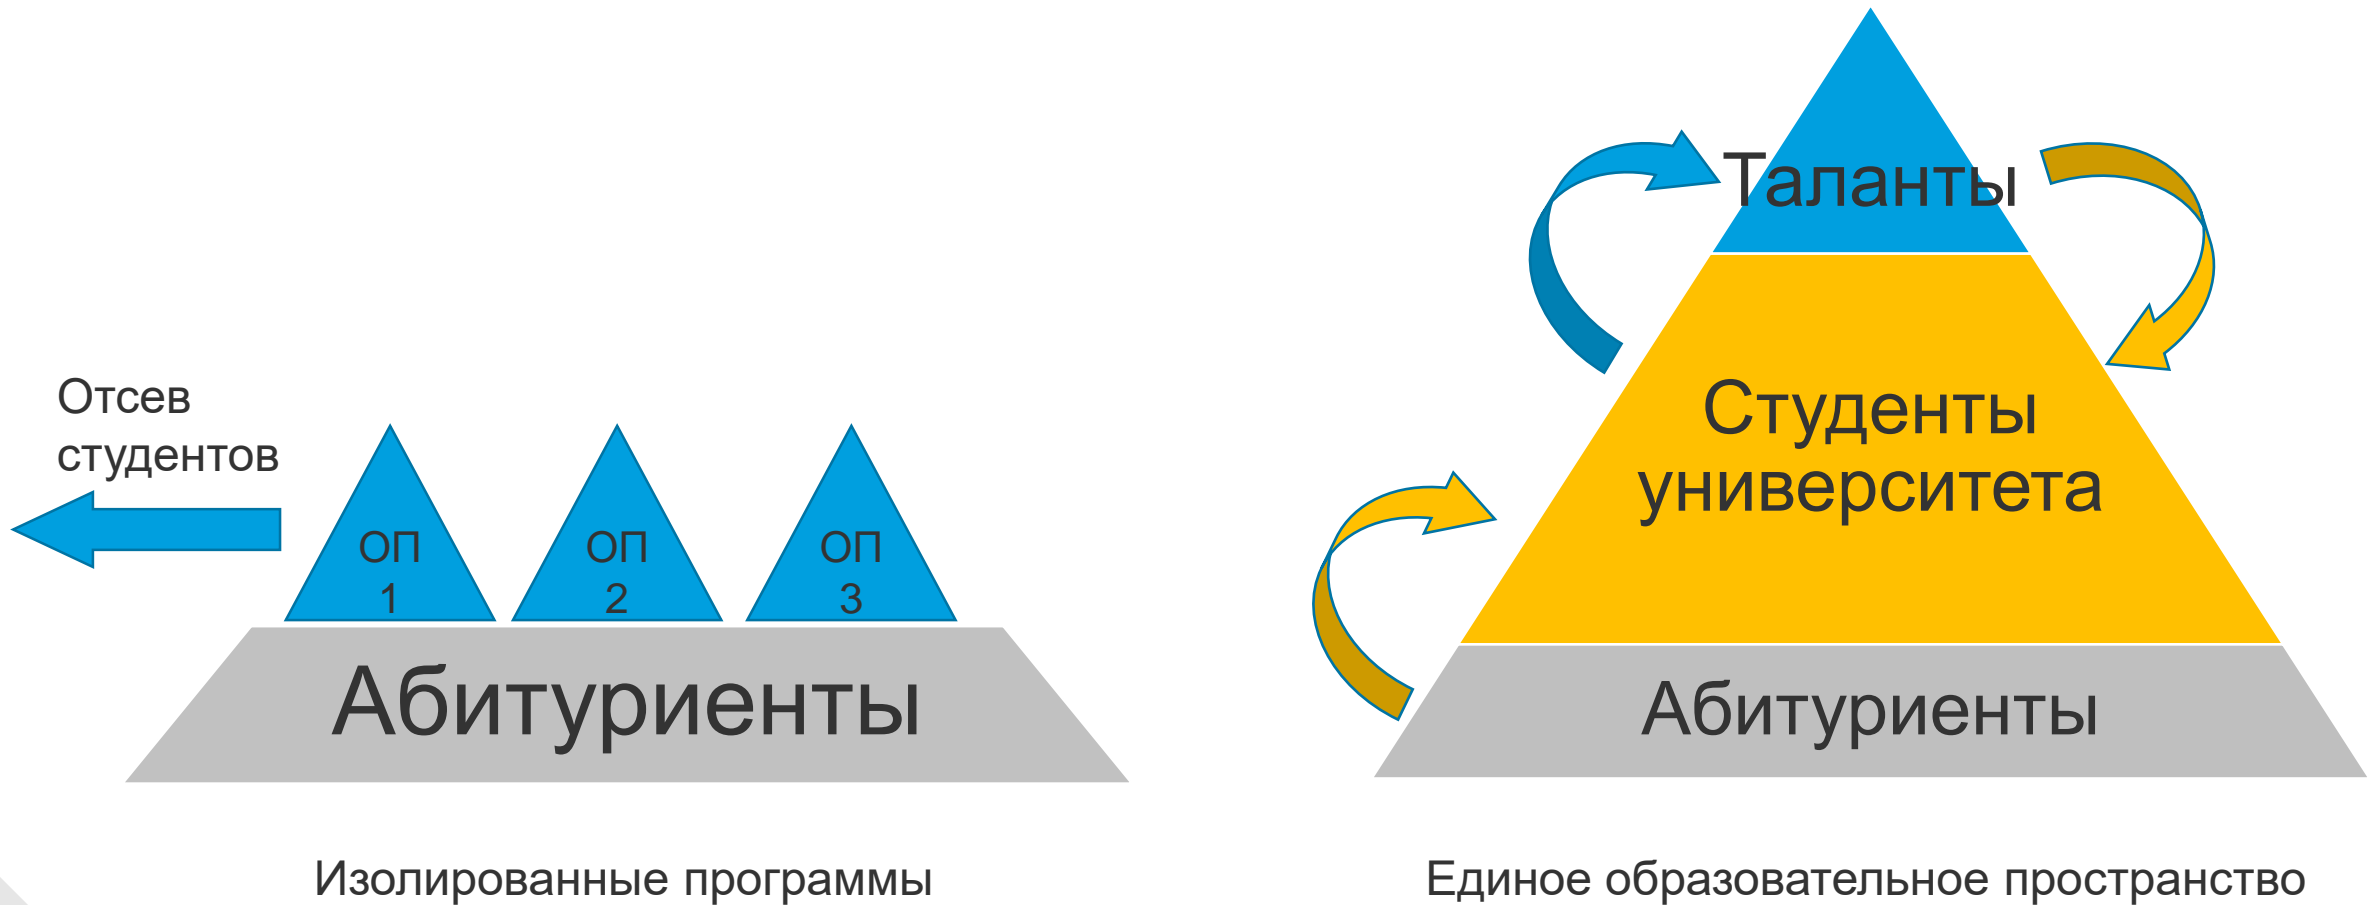 Отсев
студентов
ОП
1
ОП
2
ОП
3
Абитуриенты
Изолированные программы
Таланты
Студенты
университета
Абитуриенты
Единое образовательное пространство